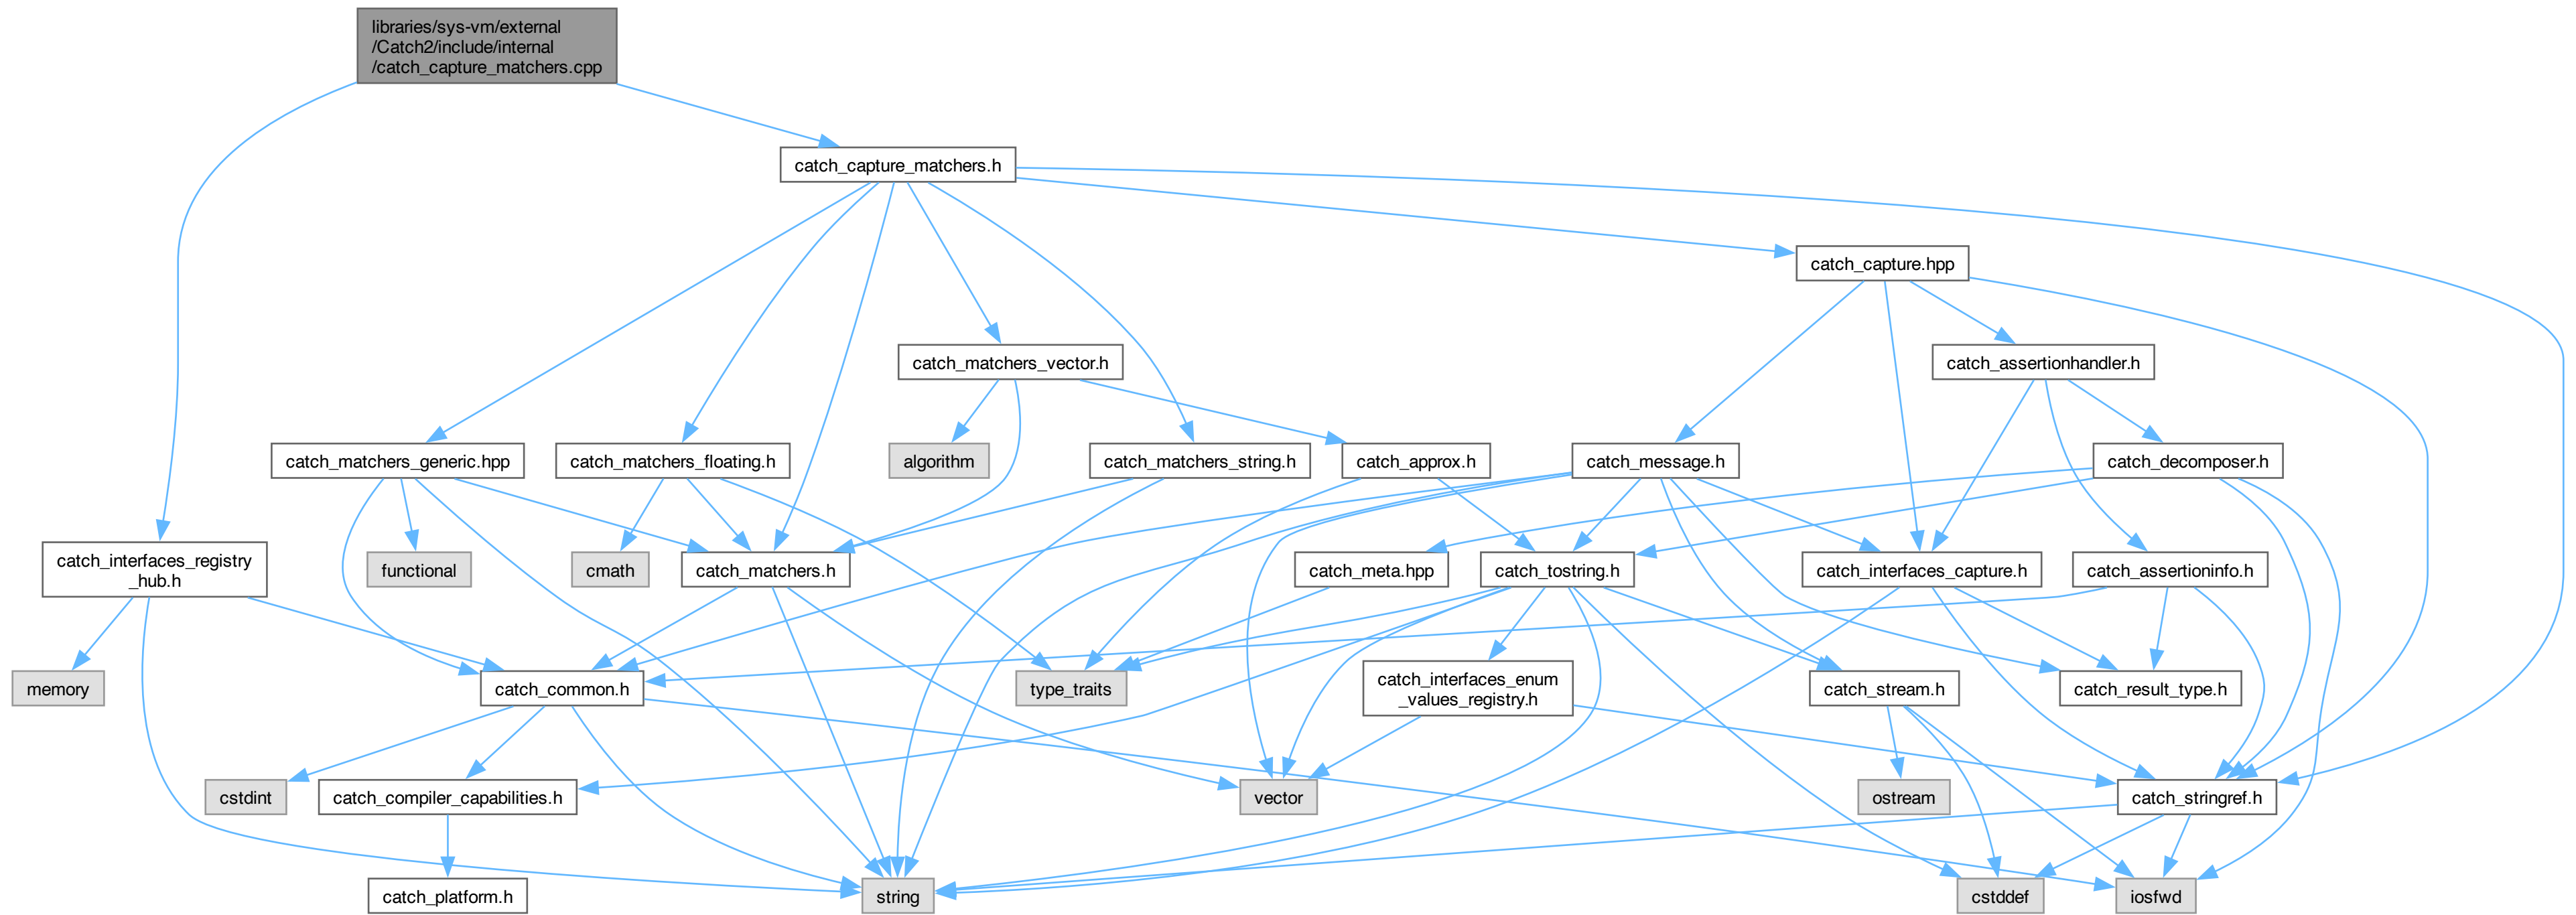 libraries/sys-vm/external
/Catch2/include/internal
/catch_capture_matchers.cpp
catch_capture_matchers.h
catch_capture.hpp
catch_matchers_vector.h
catch_assertionhandler.h
catch_matchers_generic.hpp
catch_matchers_floating.h
algorithm
catch_matchers_string.h
catch_approx.h
catch_message.h
catch_decomposer.h
catch_interfaces_registry
_hub.h
functional
cmath
catch_matchers.h
catch_meta.hpp
catch_tostring.h
catch_interfaces_capture.h
catch_assertioninfo.h
memory
catch_common.h
type_traits
catch_interfaces_enum
_values_registry.h
catch_stream.h
catch_result_type.h
cstdint
catch_compiler_capabilities.h
vector
ostream
catch_stringref.h
catch_platform.h
string
cstddef
iosfwd